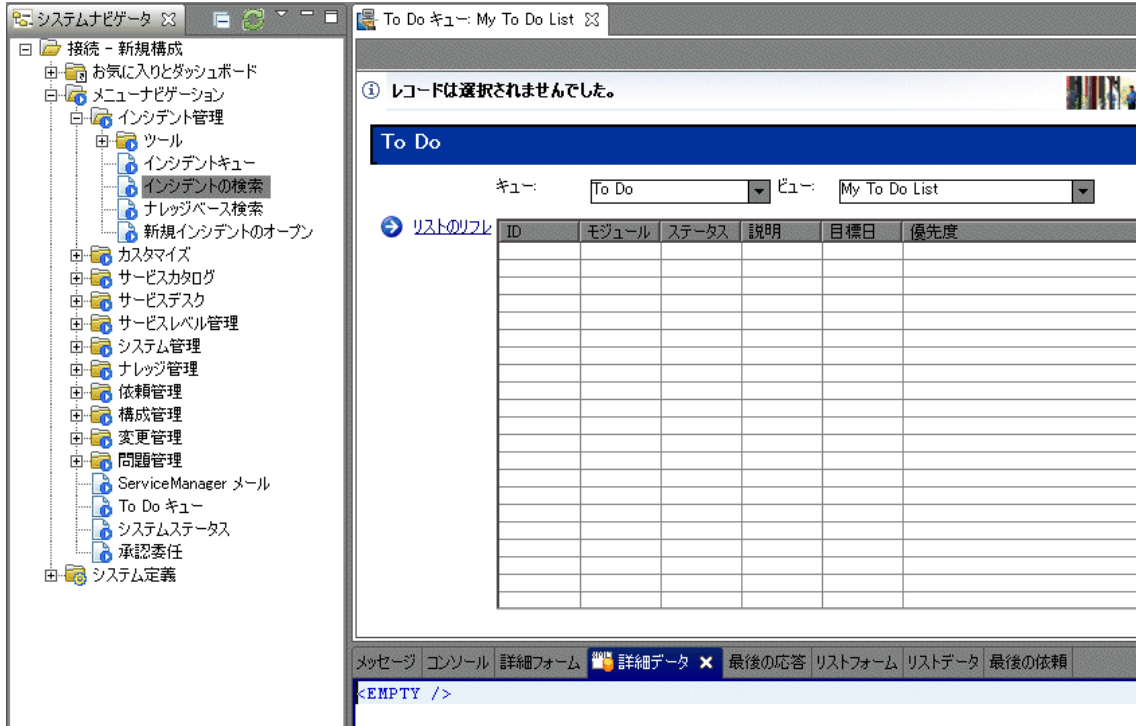 システムナビゲータ
接続 - 新規構成
お気に入りとダッシュボード
メニューナビゲーション
インシデント管理
ツール
インシデントキュー
インシデントの検索
ナレッジベース検索
新規インシデントのオープン
カスタマイズ
サービスカタログ
サービスデスク
サービスレベル管理
システム管理
ナレッジ管理
依頼管理
構成管理
変更管理
問題管理
ServiceManager メール
To Do キュー
システムステータス
承認委任
システム定義
To Do キュー: My To Do List
レコードは選択されませんでした。
To Do
キュー: To Do ビュー: My To Do List
リストのリフレ
ID モジュール ステータス 説明 目標日 優先度
メッセージ コンソール 詳細フォーム 詳細データ 最後の応答 リストフォーム リストデータ 最後の依頼
<EMPTY />